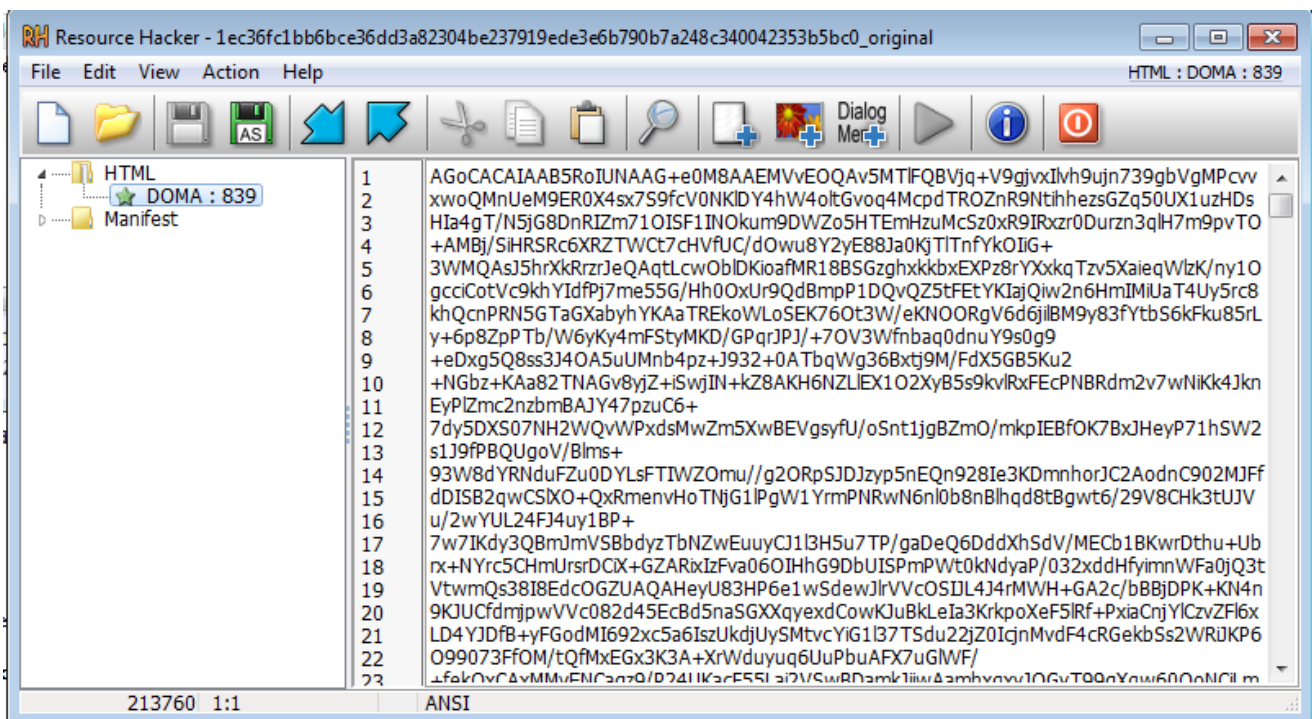 Resource Hacker - 1ec36fc1bb6bce36dd3a82304be237919ede3e6b790b7a248c340042353b5bc0_original
File Edit View Action Help HTML : DOMA : 839
AS Dialog
HTML
DOMA : 839
Manifest
1 AGoCACAIAAB5RoIUNAAG+e0M8AAEMVvEOQAv5MTlFQBVjq+V9gjvxIlvh9ujn739gbVgMPcvv
2 xwoQMnUeM9ER0X4sx7S9fcV0NKlDY4hW4oltGvoq4McpdTROZnR9NtihhezsGZq50UX1uzHDs
3 HIa4gT/N5jG8DnRIZm71OISF1INOkum9DWZo5HTEmHzuMcSz0xR9IRxzr0Durzn3qlH7m9pvTO
4 +AMBj/SiHRSRc6XRZTWCt7cHVfUC/dOwu8Y2yE88Ja0KjTlTnfYkOIiG+
5 3WMQAsJ5hrXkRrzrJeQAqtLcwOblDKioafMR18BSGzghxkkbxEXPz8rYXxkqTzv5XaieqWlzK/ny1O
6 gcciCotVc9khYIdfPj7me55G/Hh0OxUr9QdBmpP1DQvQZ5tFEtYKIajQiw2n6HmIMiUaT4Uy5rc8
7 khQcnPRN5GTaGXabyhYKAaTREkoWLoSEK76Ot3W/eKNOORgV6d6jilBM9y83fYtbS6kFku85rL
8 y+6p8ZpPTb/W6yKy4mFStyMKD/GPqrJPJ/+7OV3Wfnbaq0dnuY9s0g9
9 +eDxg5Q8ss3J4OA5uUMnb4pz+J932+0ATbqWg36Bxtj9M/FdX5GB5Ku2
10 +NGbz+KAa82TNAGv8yjZ+iSwjIN+kZ8AKH6NZLlEX1O2XyB5s9kvlRxFEcPNBRdm2v7wNiKk4Jkn
11 EyPlZmc2nzbmBAJY47pzuC6+
12 7dy5DXS07NH2WQvWPxdsMwZm5XwBEVgsyfU/oSnt1jgBZmO/mkpIEBfOK7BxJHeyP71hSW2
13 s1J9fPBQUgoV/Blms+
14 93W8dYRNduFZu0DYLsFTIWZOmu//g2ORpSJDJzyp5nEQn928Ie3KDmnhorJC2AodnC902MJFf
15 dDISB2qwCSlXO+QxRmenvHoTNjG1lPgW1YrmPNRwN6nl0b8nBlhqd8tBgwt6/29V8CHk3tUJV
16 u/2wYUL24FJ4uy1BP+
17 7w7IKdy3QBmJmVSBbdyzTbNZwEuuyCJ1l3H5u7TP/gaDeQ6DddXhSdV/MECb1BKwrDthu+Ub
18 rx+NYrc5CHmUrsrDCiX+GZARixIzFva06OIHhG9DbUISPmPWt0kNdyaP/032xddHfyimnWFa0jQ3t
19 VtwmQs38I8EdcOGZUAQAHeyU83HP6e1wSdewJlrVVcOSIJL4J4rMWH+GA2c/bBBjDPK+KN4n
20 9KJUCfdmjpwVVc082d45EcBd5naSGXXqyexdCowKJuBkLeIa3KrkpoXeF5lRf+PxiaCnjYlCzvZFl6x
21 LD4YJDfB+yFGodMI692xc5a6IszUkdjUySMtvcYiG1l37TSdu22jZ0IcjnMvdF4cRGekbSs2WRiJKP6
22 O99073FfOM/tQfMxEGx3K3A+XrWduyuq6UuPbuAFX7uGlWF/
23
213760 1:1 ANSI